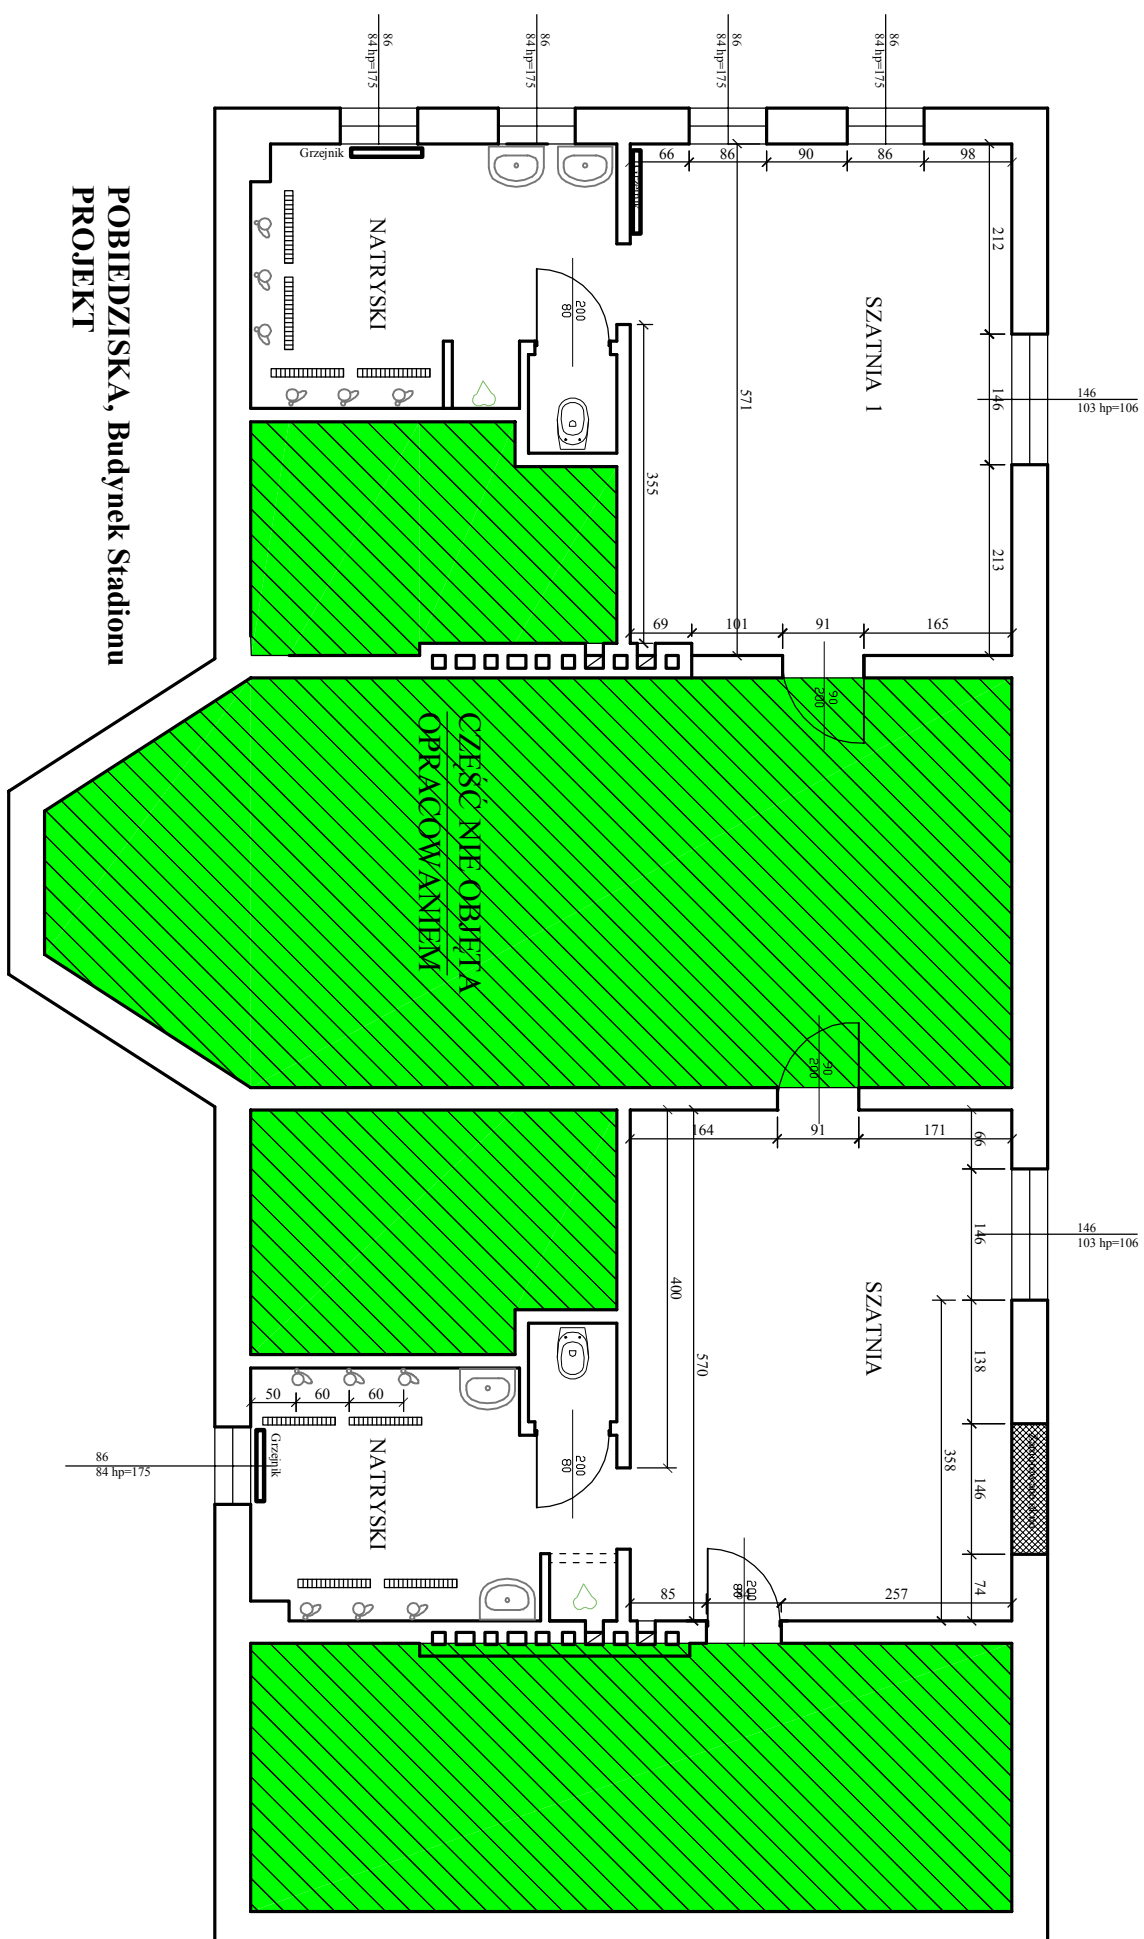 86
84 hp=175
86
84 hp=175
86
84 hp=175
86
84 hp=175
Grzejnik
66
86
90
86
98
212
146
213
146
103 hp=106
NATRYSKI
SZATNIA 1
200
80
571
355
69
101
91
165
90
200
POBIEDZISKA, Budynek Stadionu
PROJEKT
CZĘŚĆ NIE OBJĘTA
OPRACOWANIEM
90
200
164
91
171
66
146
138
146
74
146
103 hp=106
SZATNIA
400
570
358
50
60
60
Grzejnik
NATRYSKI
200
80
86
84 hp=175
85
200
257